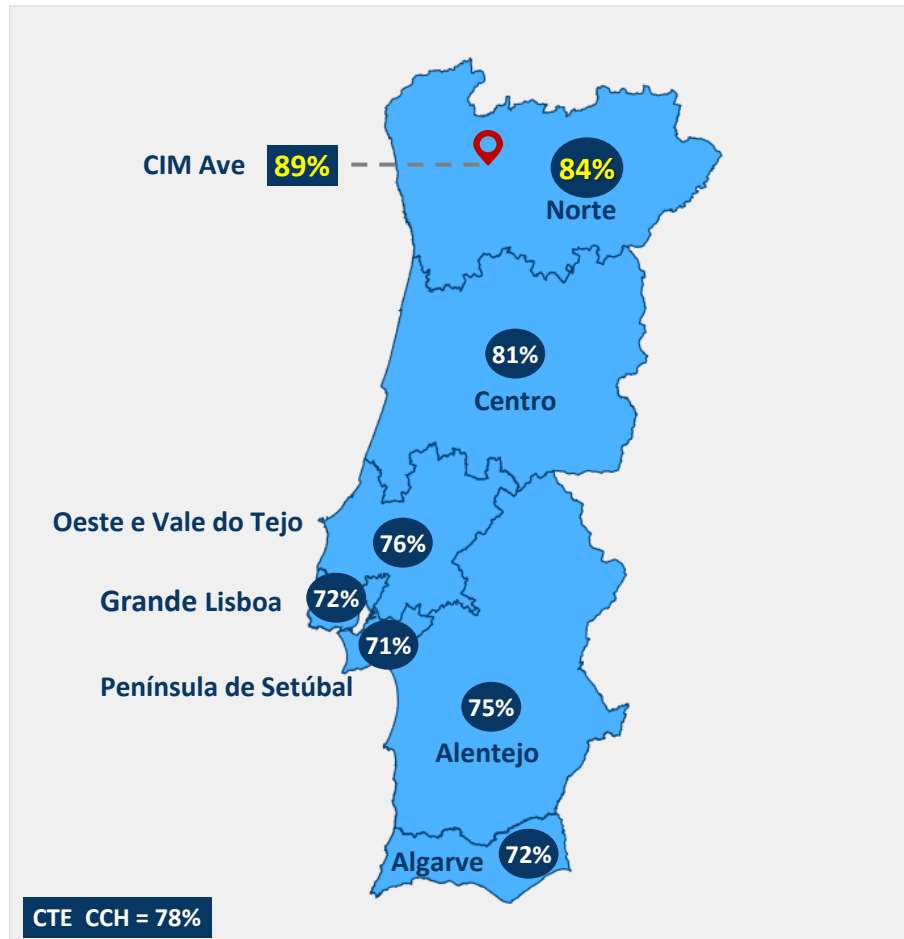 CIM Ave 89%
84%
Norte
81%
Centro
Oeste e Vale do Tejo
76%
Grande Lisboa 72%
71%
Península de Setúbal
75%
Alentejo
Algarve 72%
CTE CCH = 78%